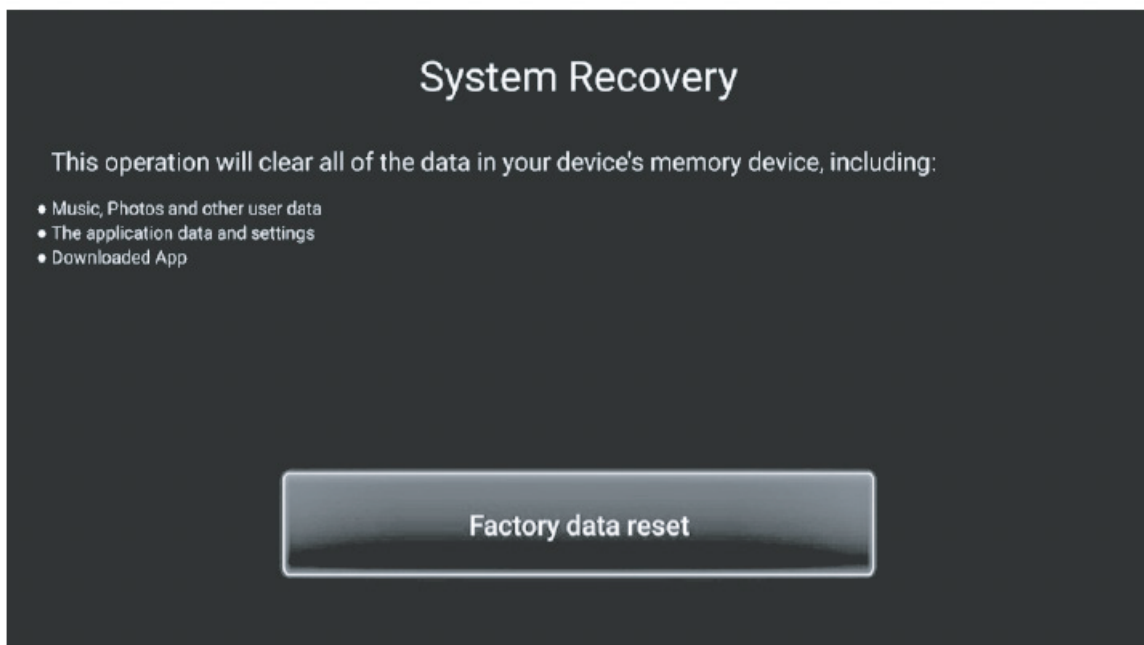 System Recovery
This operation will clear all of the data in your device's memory device, including:
● Music, Photos and other user data
● The application data and settings
● Downloaded App
Factory data reset